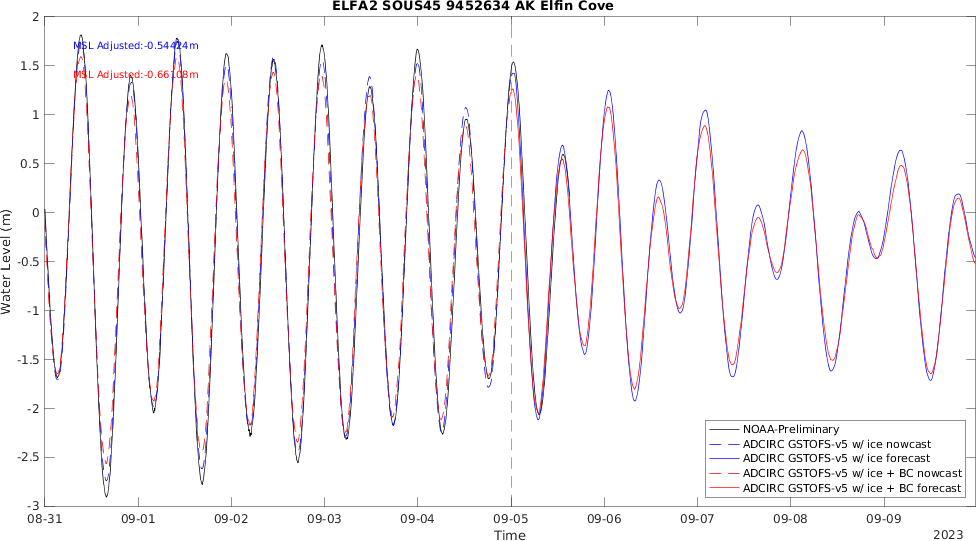 ELFA2 SOUS45 9452634 AK Elfin Cove
MSL Adjusted:-0.54424m
MSL Adjusted:-0.66108m
2
1.5
1
0.5
0
-0.5
-1
-1.5
-2
-2.5
-3
Water Level (m)
NOAA-Preliminary
ADCIRC GSTOFS-v5 w/ ice nowcast
ADCIRC GSTOFS-v5 w/ ice forecast
ADCIRC GSTOFS-v5 w/ ice + BC nowcast
ADCIRC GSTOFS-v5 w/ ice + BC forecast
08-31 09-01 09-02 09-03 09-04 09-05 09-06 09-07 09-08 09-09
Time
2023